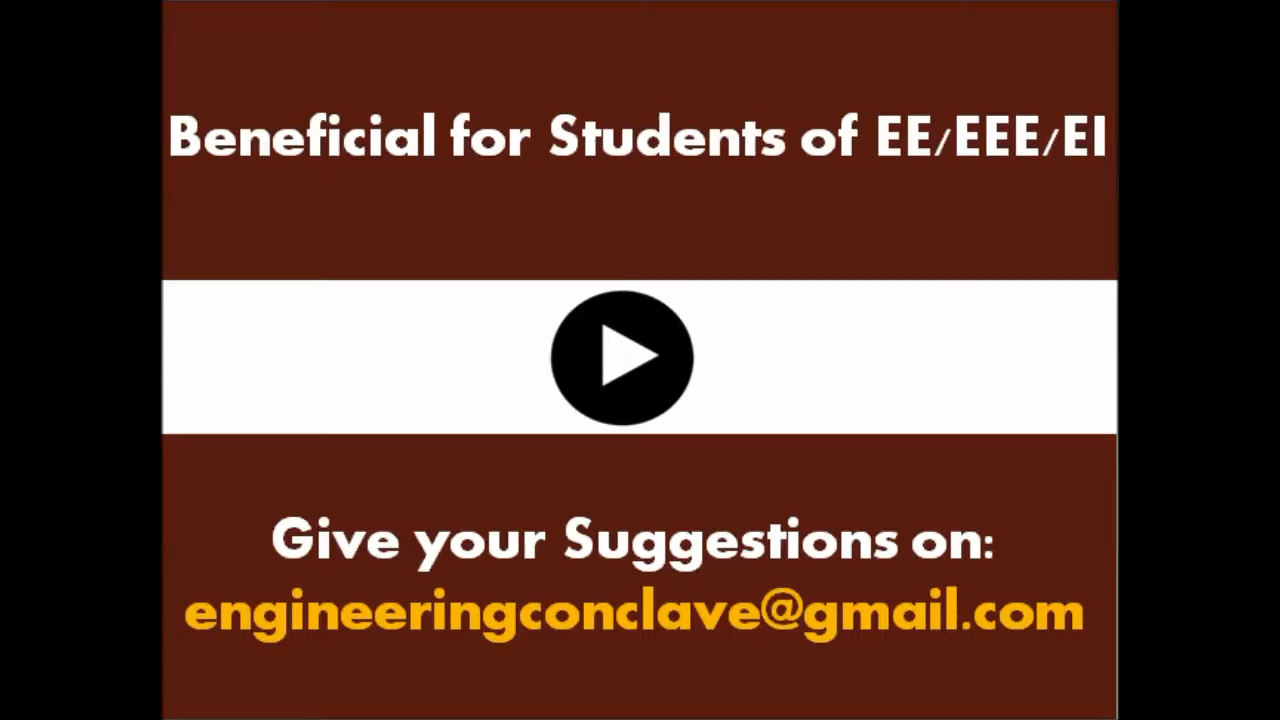 Beneficial for Students of EE/EEE/EI
Give your Suggestions on:
engineeringconclave@gmail.com